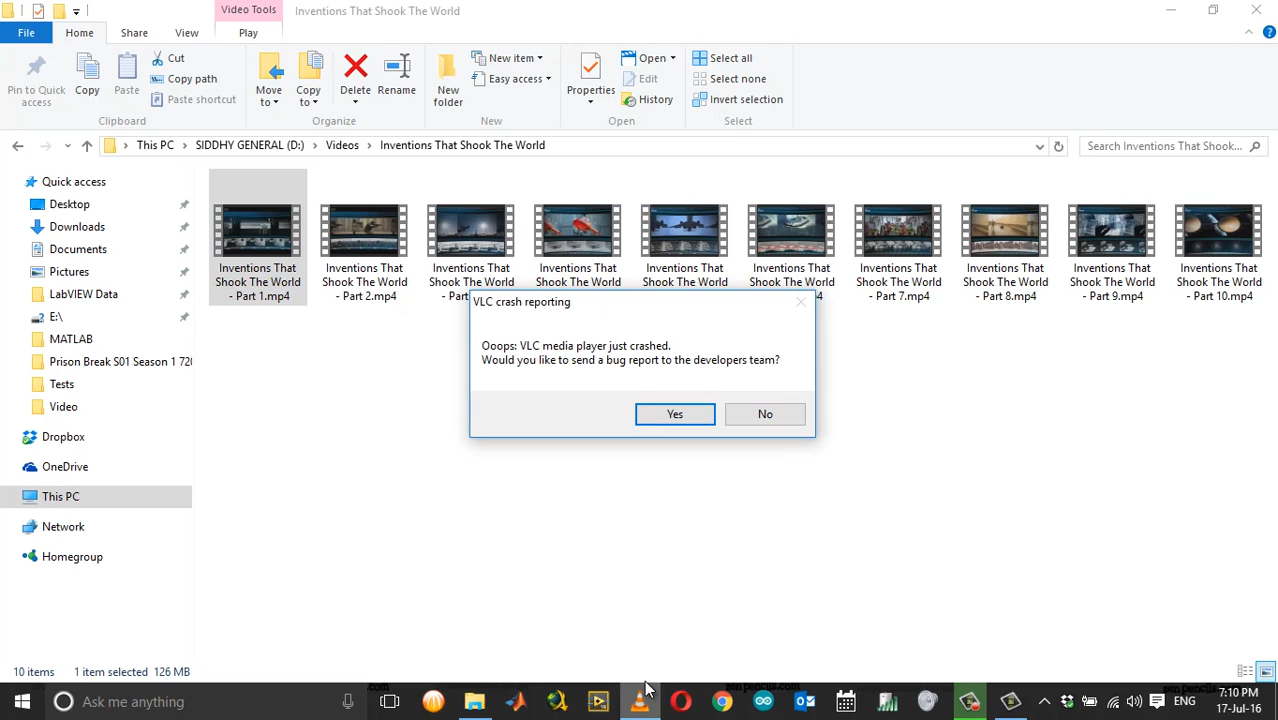 Video Tools
Inventions That Shook The World
File
Home
Share
View
Play
Pin to Quick access
Copy
Paste
Cut
Copy path
Paste shortcut
Clipboard
Move to
Copy to
Delete
Rename
Organize
New folder
New item
Easy access
New
Properties
Open
Edit
History
Open
Select all
Select none
Invert selection
Select
This PC
SIDDHY GENERAL (D:)
Videos
Inventions That Shook The World
Search Inventions That Shook...
Quick access
Desktop
Downloads
Documents
Pictures
LabVIEW Data
E:\
MATLAB
Prison Break S01 Season 1 720
Tests
Video
Dropbox
OneDrive
This PC
Network
Homegroup
Inventions That
Shook The World
- Part 1.mp4
Inventions That
Shook The World
- Part 2.mp4
Inventions That
Shook The World
Inventions That
Shook The World
Inventions That
Shook The World
Inventions That
Shook The World
Inventions That
Shook The World
- Part 7.mp4
Inventions That
Shook The World
- Part 8.mp4
Inventions That
Shook The World
- Part 9.mp4
Inventions That
Shook The World
- Part 10.mp4
VLC crash reporting
Ooops: VLC media player just crashed.
Would you like to send a bug report to the developers team?
Yes
No
10 items
1 item selected
126 MB
Ask me anything
ENG
7:10 PM
17-Jul-16